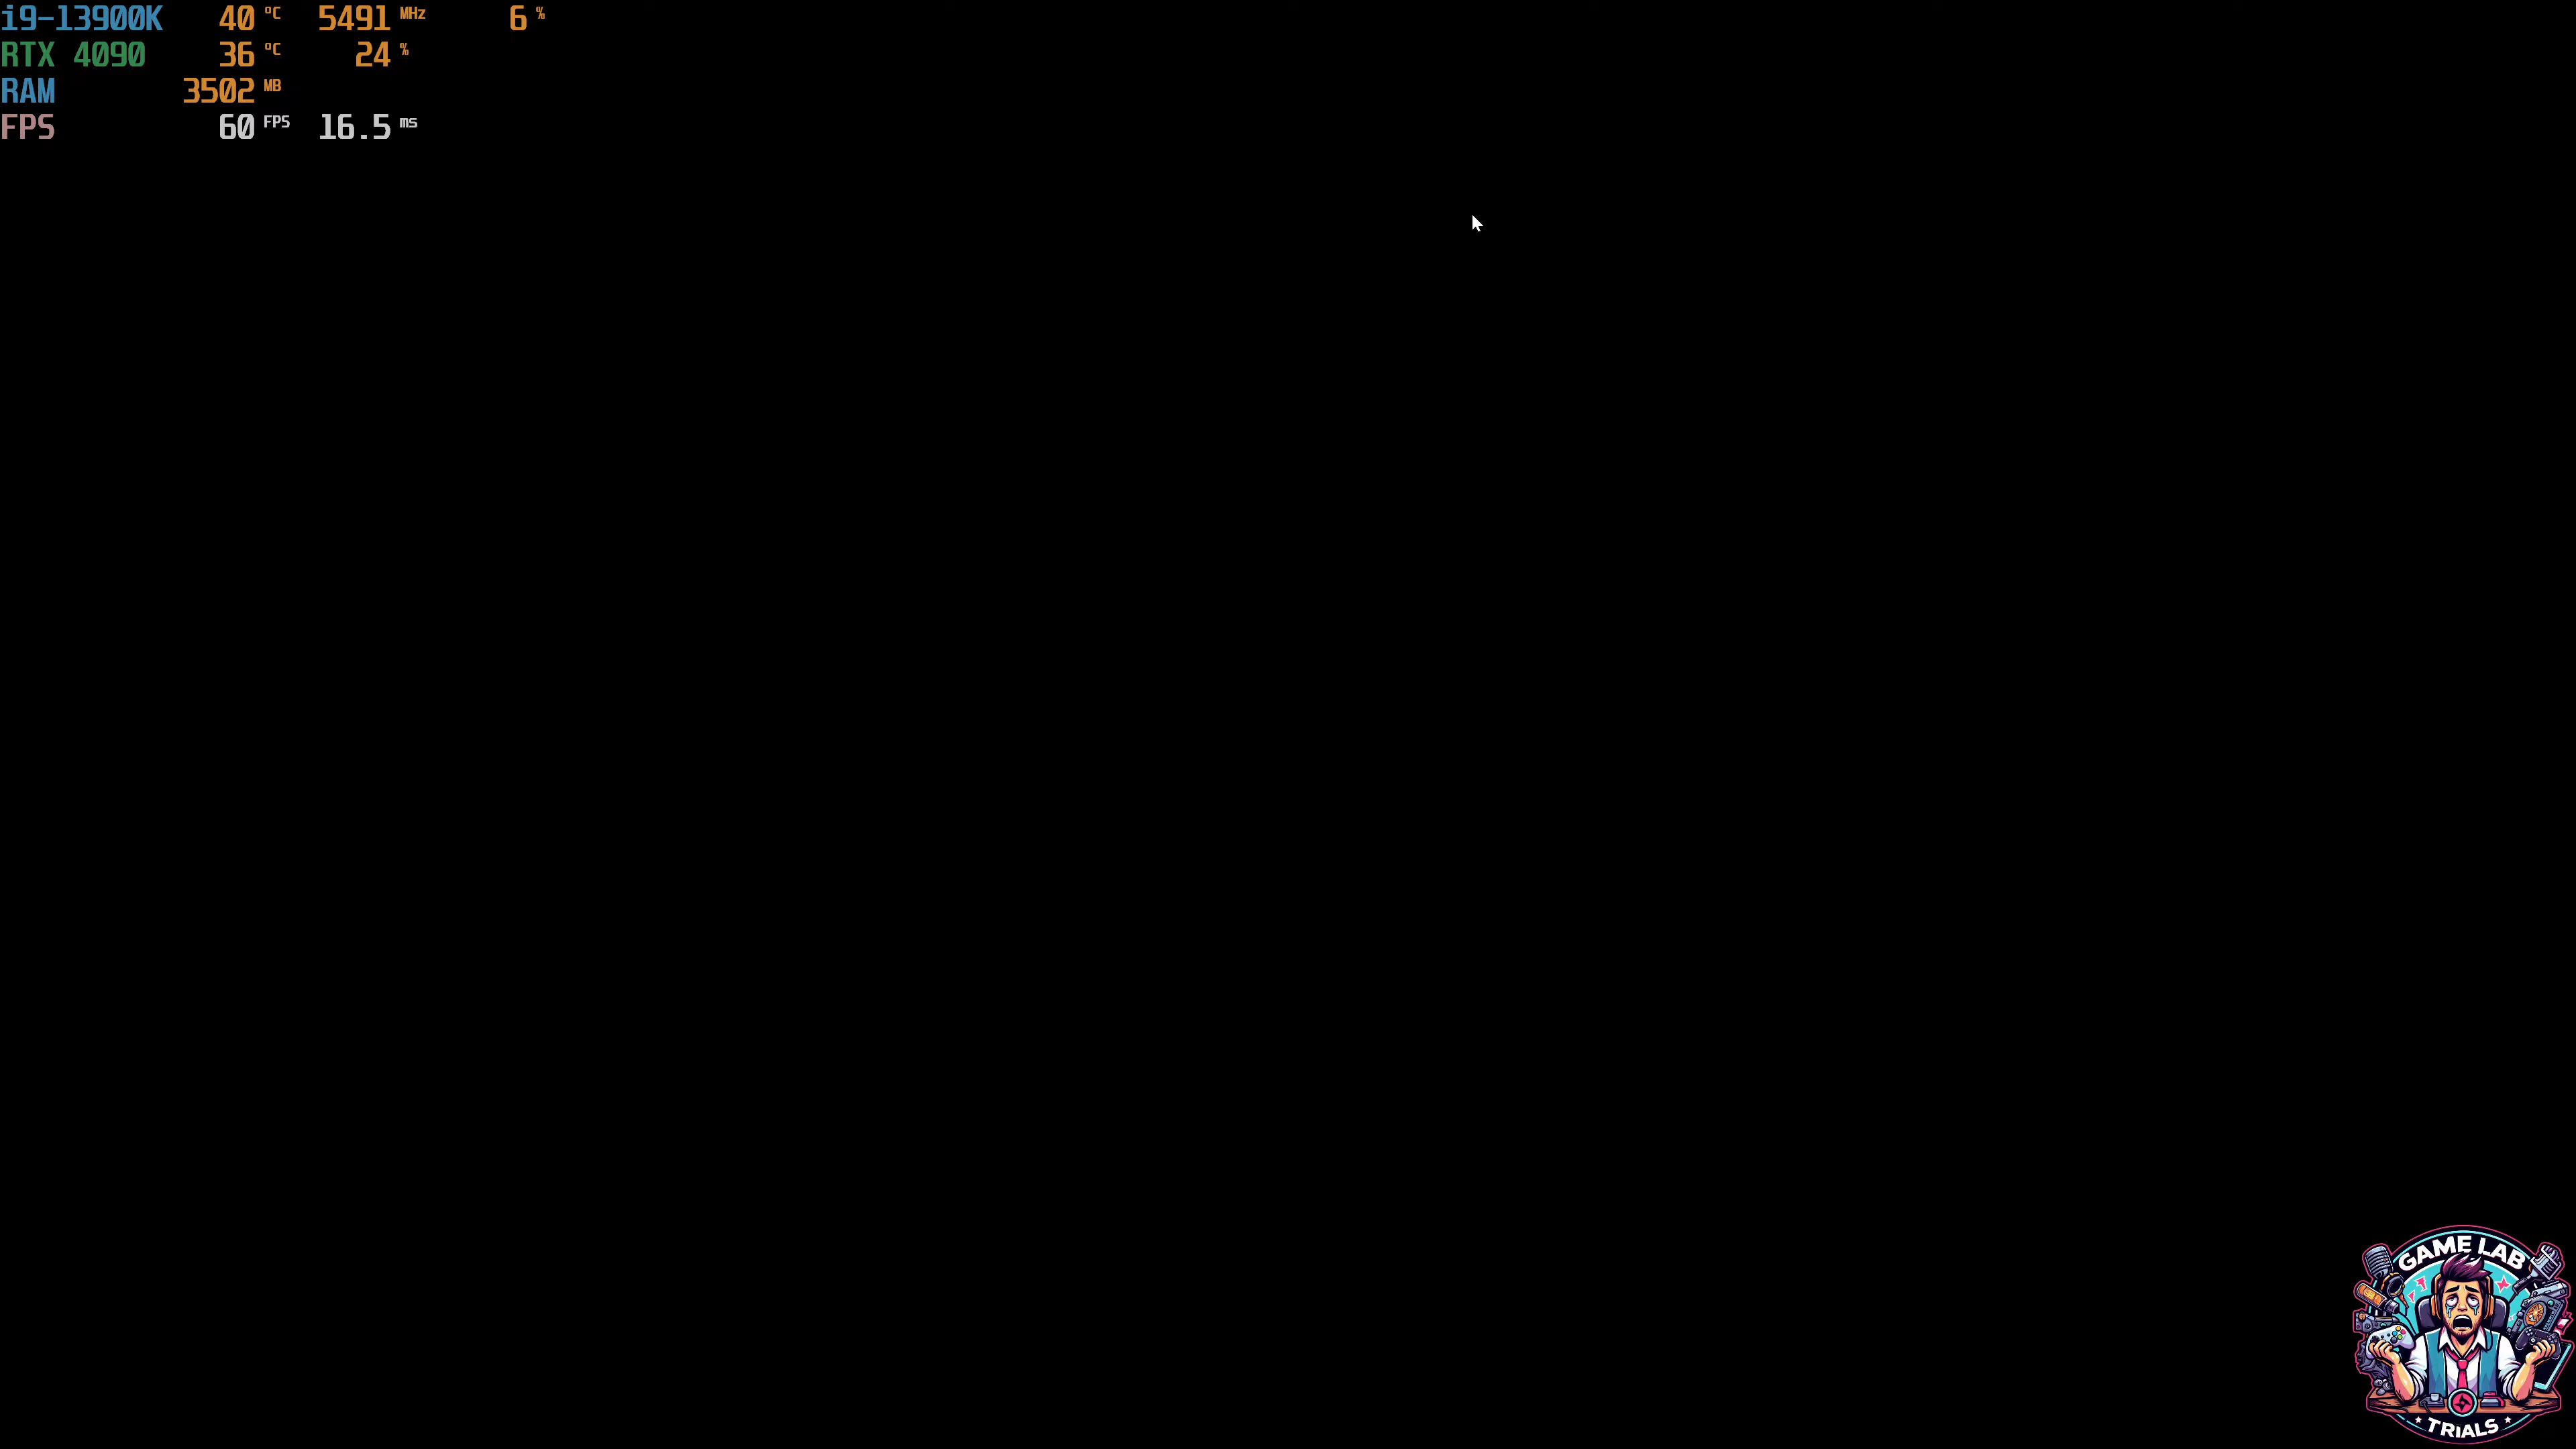 i9-13900K 40 °C 5491 MHz 6 %
RTX 4090 36 °C 24 %
RAM 3502 MB
FPS 60 FPS 16.5 ms
GAME LAB
TRIALS